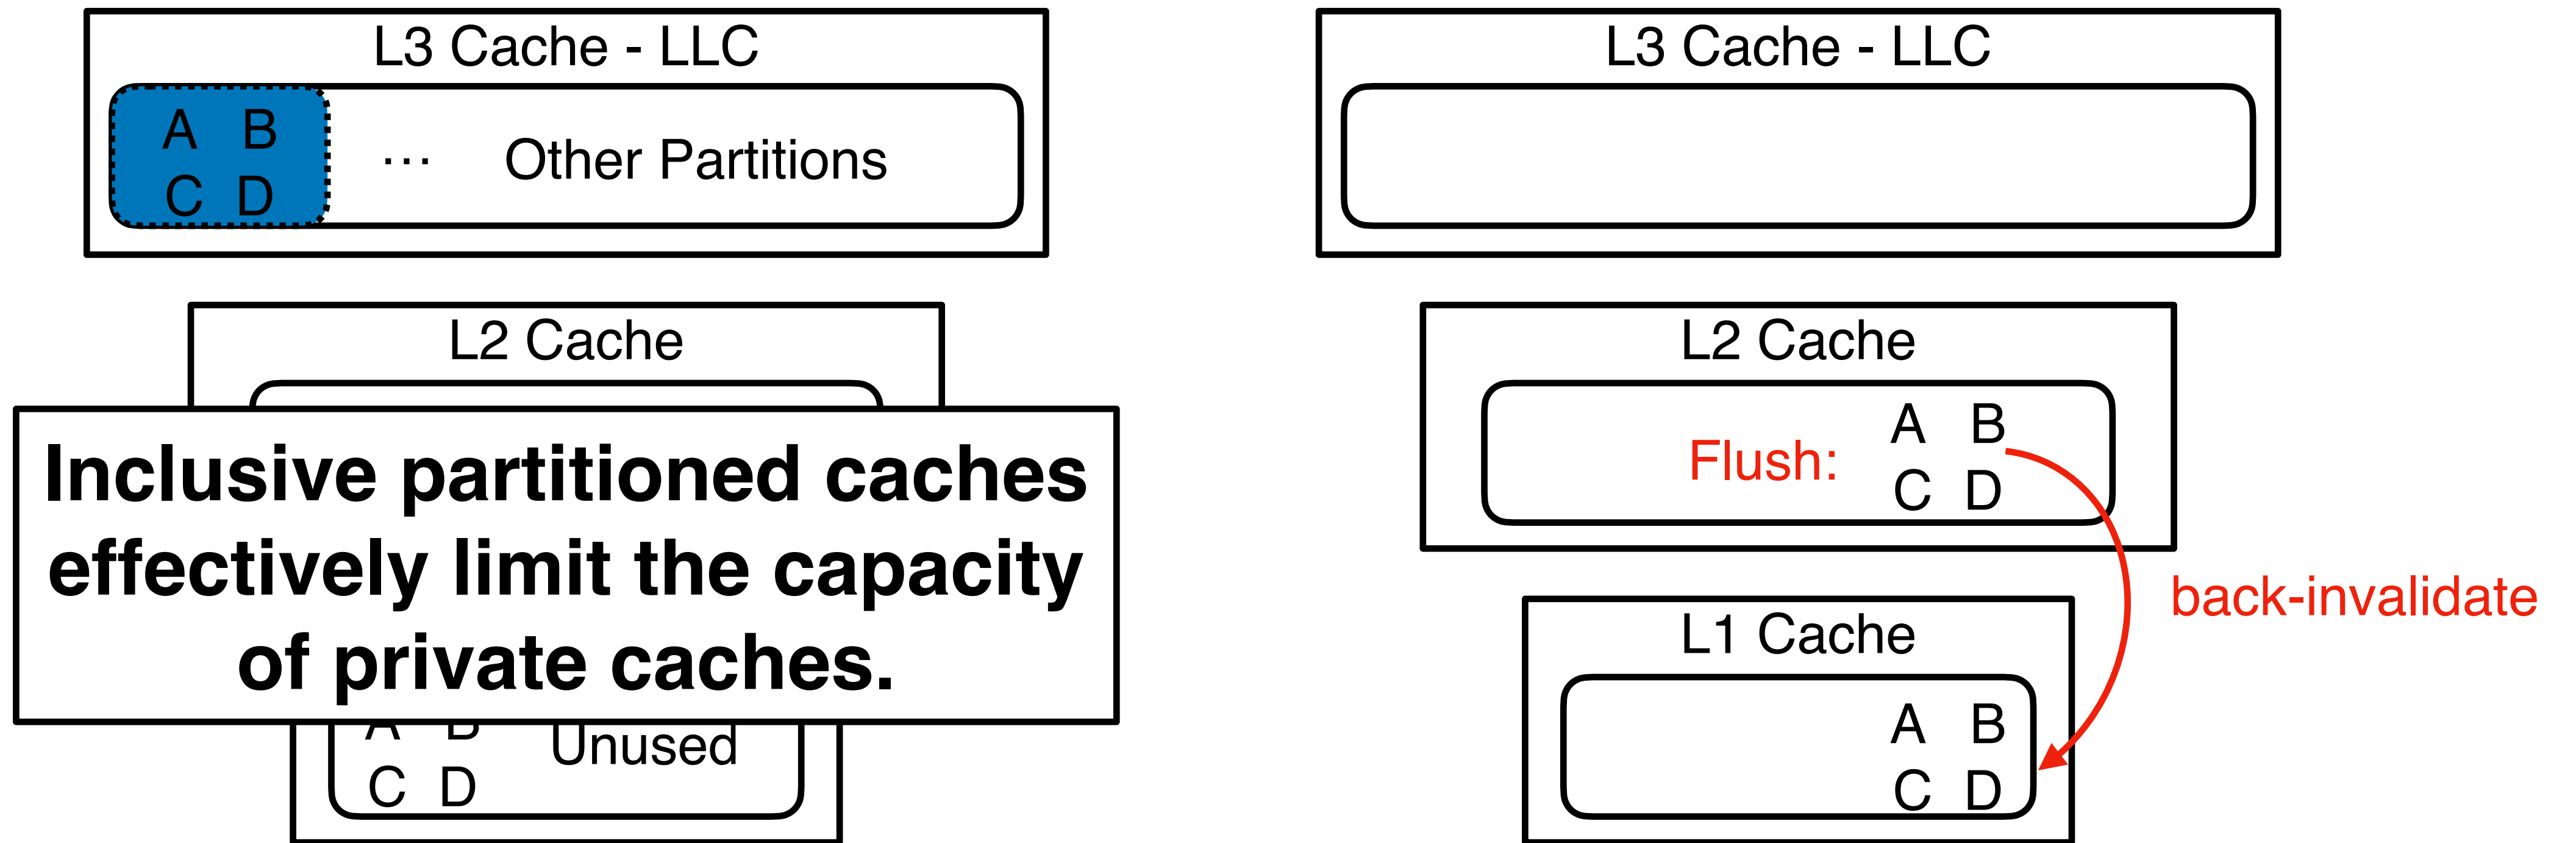 L3 Cache - LLC
A B
C D
... Other Partitions
L2 Cache
Inclusive partitioned caches
effectively limit the capacity
of private caches.
A B
C D
Unused
L3 Cache - LLC
L2 Cache
Flush:
A B
C D
back-invalidate
L1 Cache
A B
C D